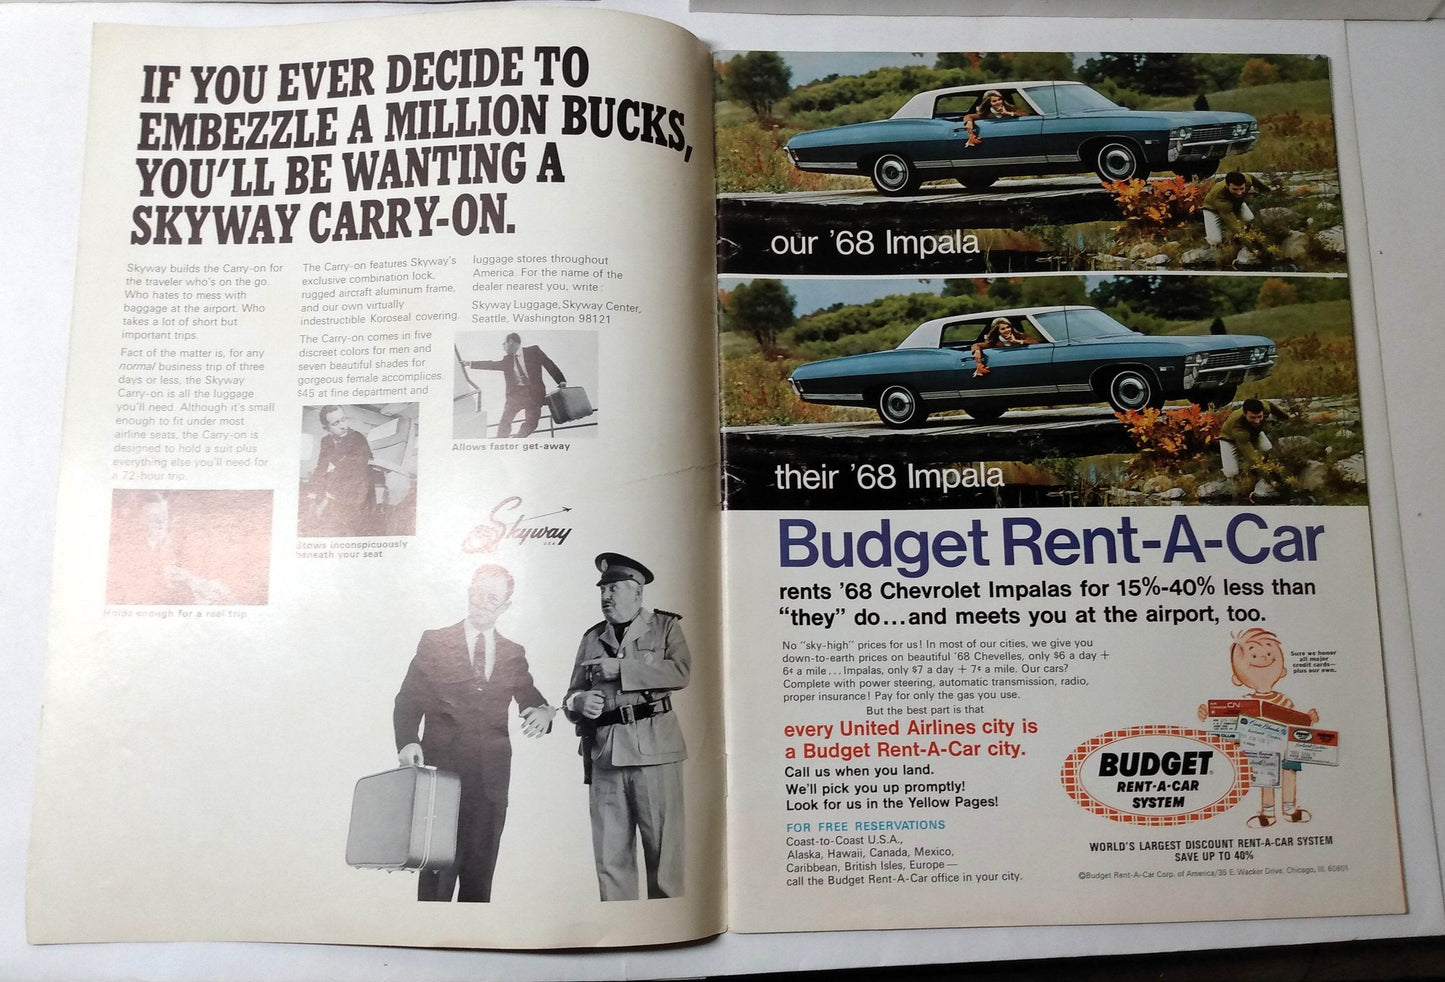 IF YOU EVER DECIDE TO
EMBEZZLE A MILLION BUCKS,
YOU'LL BE WANTING A
SKYWAY CARRY-ON.
Skyway builds the Carry-on for
the traveler who's on the go.
Who hates to mess with
baggage at the airport. Who
takes a lot of short but
important trips.
Fact of the matter is, for any
normal business trip of three
days or less, the Skyway
Carry-on is all the luggage
you'll need. Although it's small
enough to fit under most
airline seats, the Carry-on is
designed to hold a suit plus
everything else you'll need for
a 72-hour trip.
Holds enough for a real trip
The Carry-on features Skyway's
exclusive combination lock,
rugged aircraft aluminum frame,
and our own virtually
indestructible Koroseal covering.
The Carry-on comes in five
discreet colors for men and
seven beautiful shades for
gorgeous female accomplices.
$45 at fine department and
Stows inconspicuously
beneath your seat
luggage stores throughout
America. For the name of the
dealer nearest you, write:
Skyway Luggage, Skyway Center,
Seattle, Washington 98121
Allows faster get-away
Skyway
U.S.A.
our '68 Impala
their '68 Impala
Budget Rent-A-Car
rents '68 Chevrolet Impalas for 15%-40% less than
"they" do...and meets you at the airport, too.
No "sky-high" prices for us! In most of our cities, we give you
down-to-earth prices on beautiful '68 Chevelles, only $6 a day +
6¢ a mile... Impalas, only $7 a day + 7¢ a mile. Our cars?
Complete with power steering, automatic transmission, radio,
proper insurance! Pay for only the gas you use.
But the best part is that
every United Airlines city is
a Budget Rent-A-Car city.
Call us when you land.
We'll pick you up promptly!
Look for us in the Yellow Pages!
FOR FREE RESERVATIONS
Coast-to-Coast U.S.A.,
Alaska, Hawaii, Canada, Mexico,
Caribbean, British Isles, Europe—
call the Budget Rent-A-Car office in your city.
Sure we honor
all major
credit cards—
plus our own.
CN
BUDGET
RENT-A-CAR
SYSTEM
WORLD'S LARGEST DISCOUNT RENT-A-CAR SYSTEM
SAVE UP TO 40%
©Budget Rent-A-Car Corp. of America/35 E. Wacker Drive, Chicago, Ill. 60601